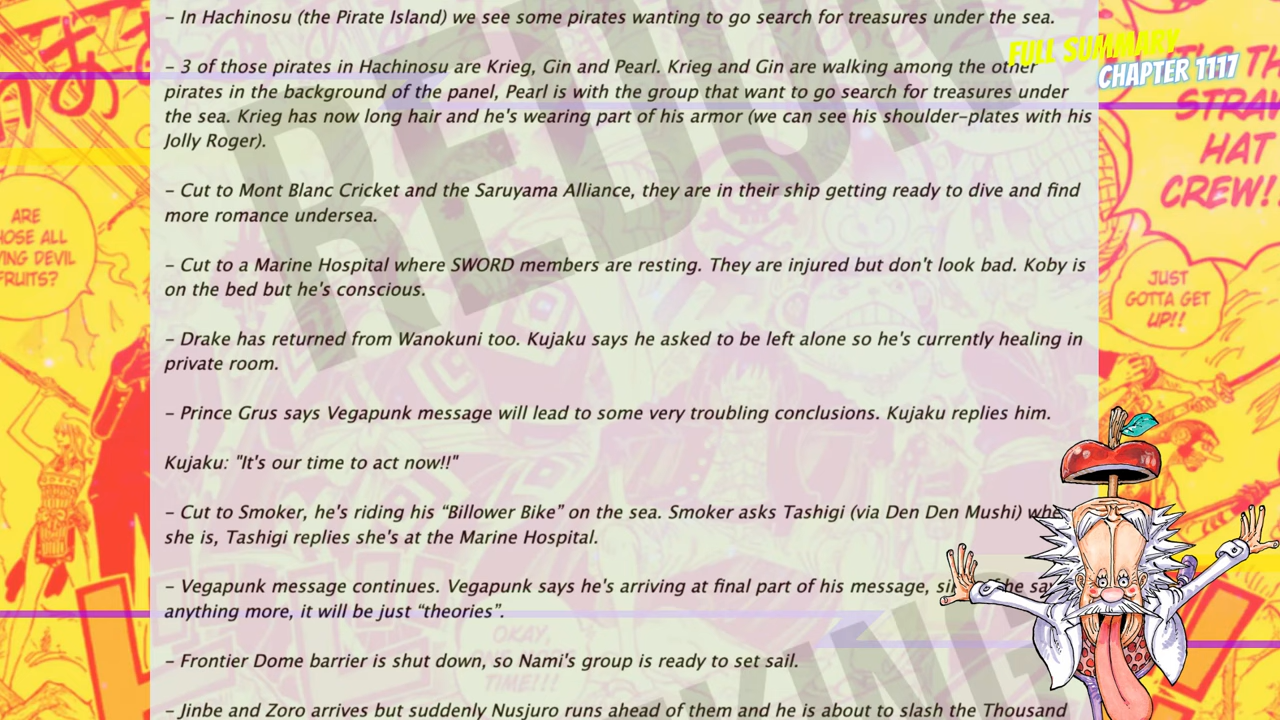 - In Hachinosu (the Pirate Island) we see some pirates wanting to go search for treasures under the sea.
FULL SUMMARY
CHAPTER 1117
- 3 of those pirates in Hachinosu are Krieg, Gin and Pearl. Krieg and Gin are walking among the other
pirates in the background of the panel, Pearl is with the group that want to go search for treasures under
the sea. Krieg has now long hair and he's wearing part of his armor (we can see his shoulder-plates with his
Jolly Roger).
- Cut to Mont Blanc Cricket and the Saruyama Alliance, they are in their ship getting ready to dive and find
more romance undersea.
- Cut to a Marine Hospital where SWORD members are resting. They are injured but don't look bad. Koby is
on the bed but he's conscious.
- Drake has returned from Wanokuni too. Kujaku says he asked to be left alone so he's currently healing in
private room.
- Prince Grus says Vegapunk message will lead to some very troubling conclusions. Kujaku replies him.
Kujaku: "It's our time to act now!!"
- Cut to Smoker, he's riding his "Billower Bike" on the sea. Smoker asks Tashigi (via Den Den Mushi) whe
she is, Tashigi replies she's at the Marine Hospital.
- Vegapunk message continues. Vegapunk says he's arriving at final part of his message, si he sa
anything more, it will be just "theories".
- Frontier Dome barrier is shut down, so Nami's group is ready to set sail.
- Jinbe and Zoro arrives but suddenly Nusjuro runs ahead of them and he is about to slash the Thousand
REDON
KING
ARE
HOSE ALL
ING DEVIL
FRUITS?
STRAW
HAT
CREW!
JUST
GOTTA GET
UP!!
OKAY,
TIME!!!